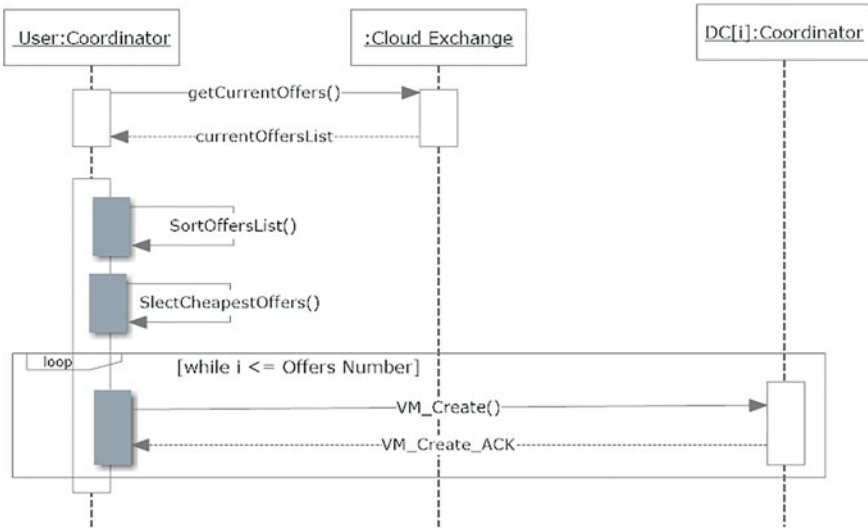 User:Coordinator
:Cloud Exchange
DC[i]:Coordinator
getCurrentOffers()
currentOffersList
SortOffersList()
SlectCheapestOffers()
loop
[while i <= Offers Number]
VM_Create()
VM_Create_ACK